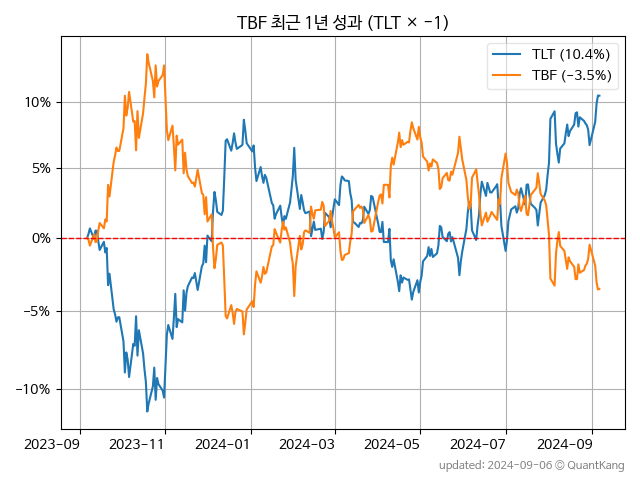 TBF 최근 1년 성과 (TLT × −1)
TLT (10.4%)
TBF (−3.5%)
10%
5%
0%
−5%
−10%
2023−09 2023−11 2024−01 2024−03 2024−05 2024−07 2024−09
updated: 2024−09−06 © QuantKang